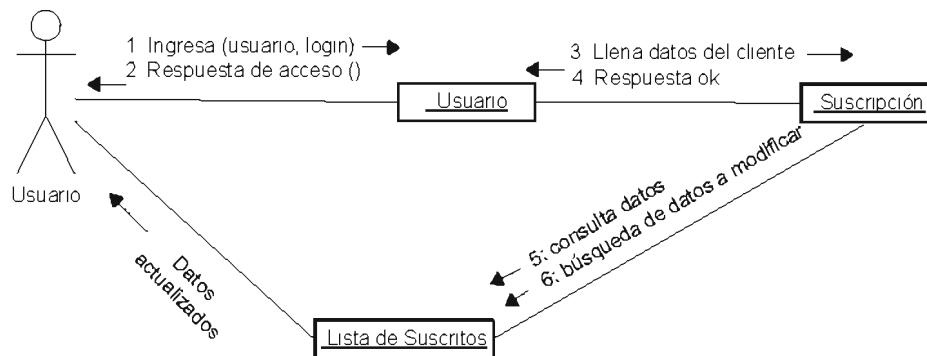 1 Ingresa (usuario, login)
2 Respuesta de acceso ()
3 Llena datos del cliente
4 Respuesta ok
Usuario
Suscripción
Usuario
5: consulta datos
6: búsqueda de datos a modificar
Datos
actualizados
Lista de Suscritos